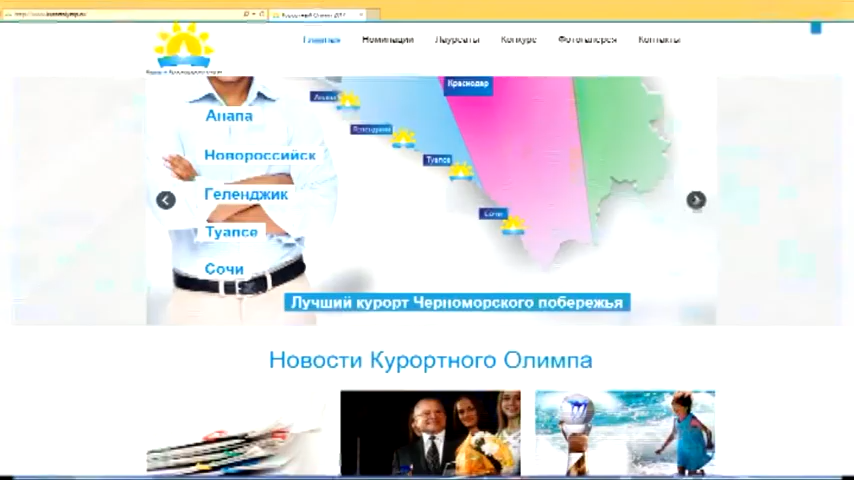 Главная Номинации Лауреаты Конкурс Фотогалерея Контакты
Краснодар
Анапа
Анапа
Геленджик
Новороссийск
Туапсе
Геленджик
Сочи
Туапсе
Сочи
Лучший курорт Черноморского побережья
Новости Курортного Олимпа